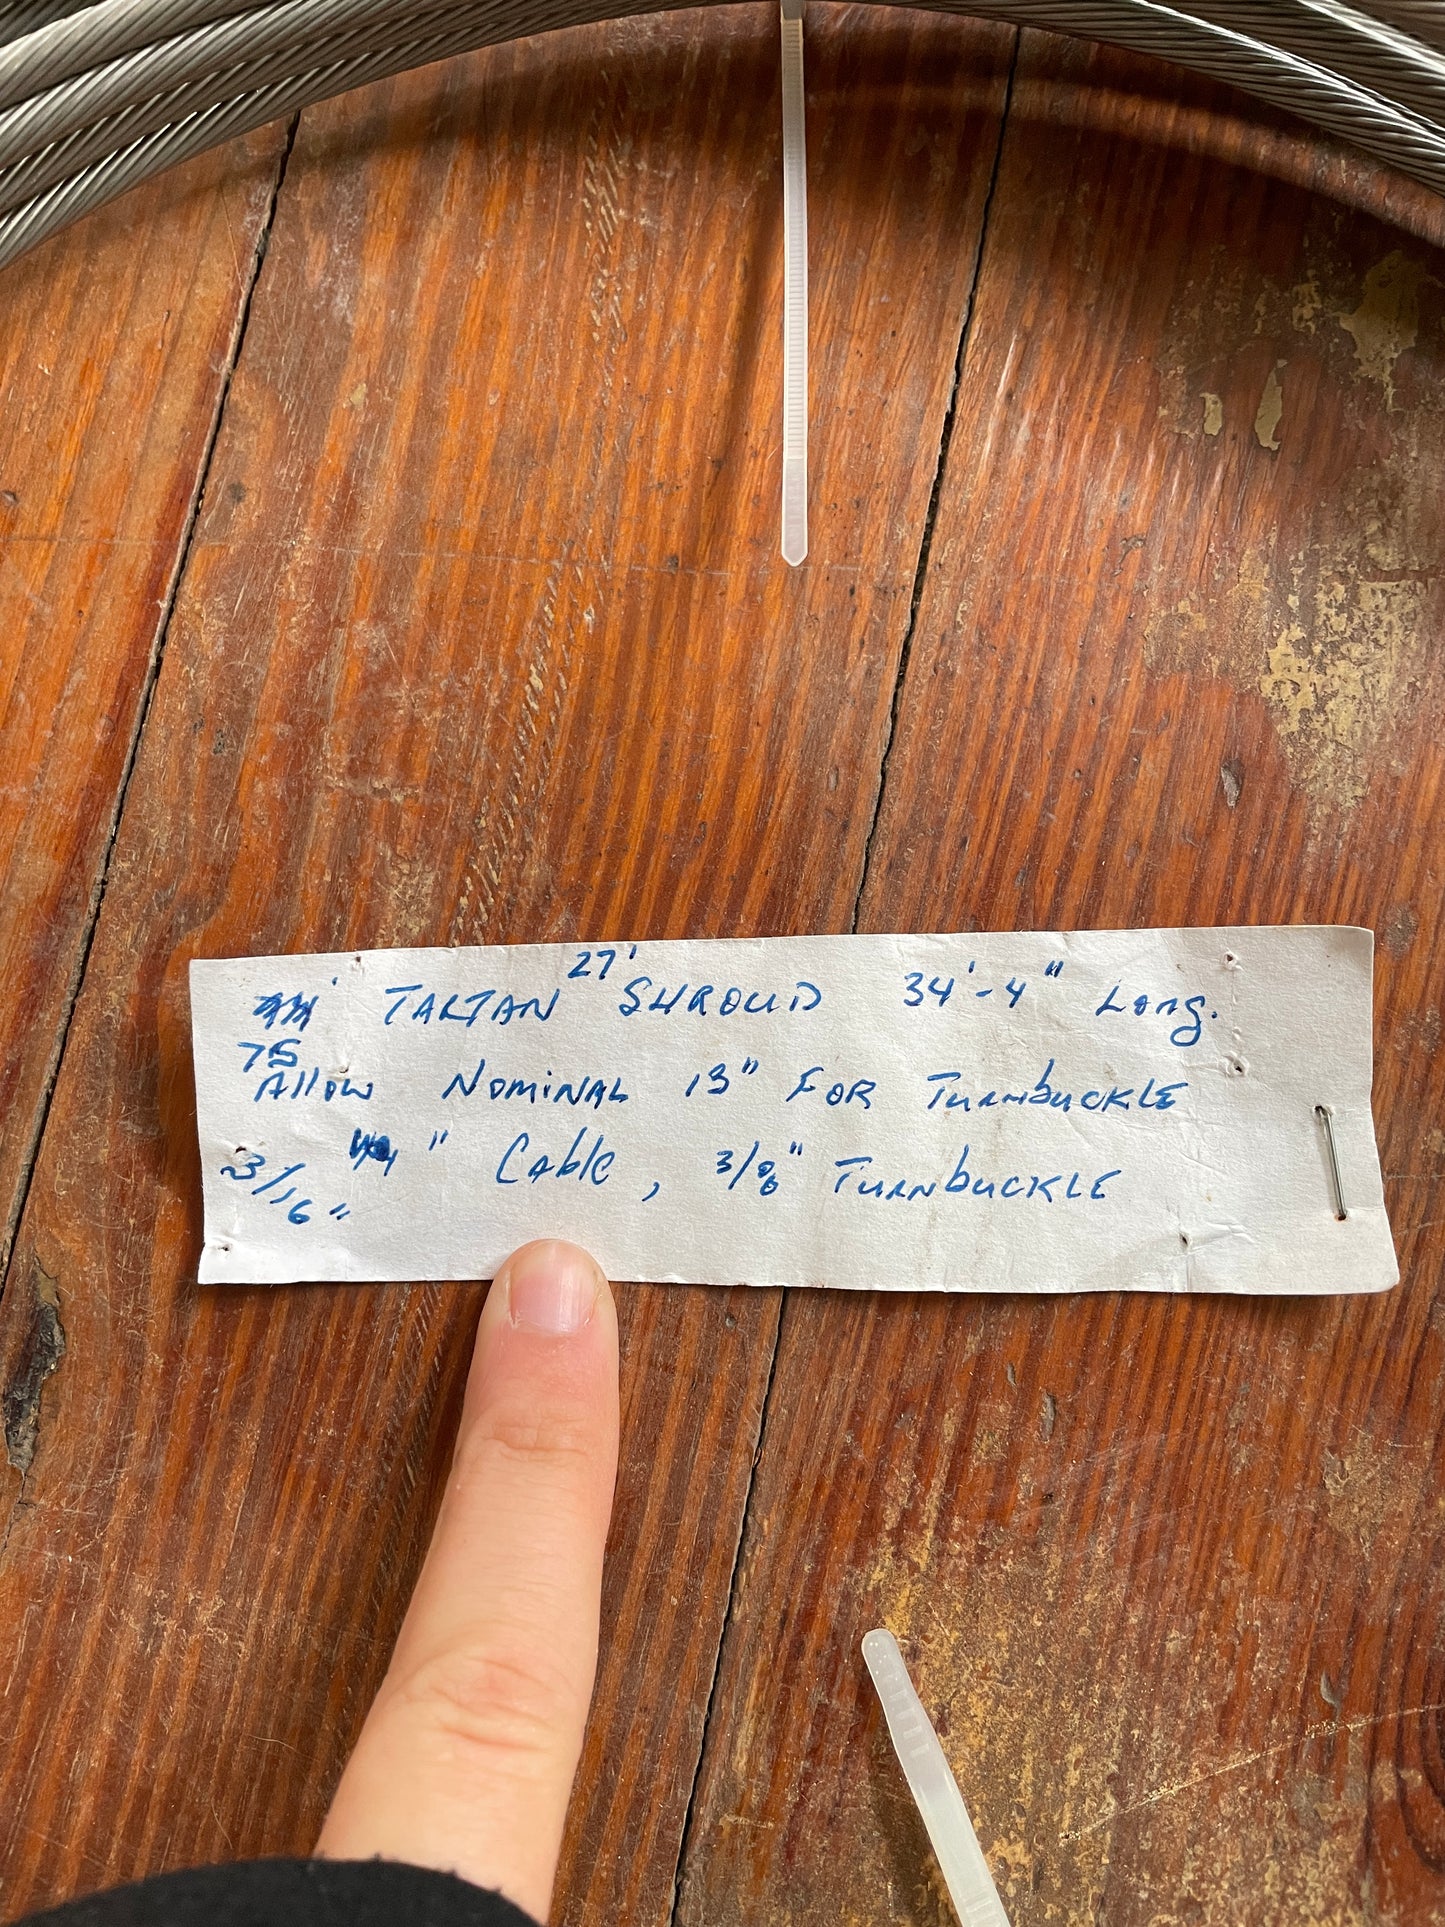 27'
' TARTAN SHROUD 34'-4" Long.
75
Allow NOMINAL 13" FOR TurnbuckLE
" Cable, 3/8" TurnbuckLE
3/16"